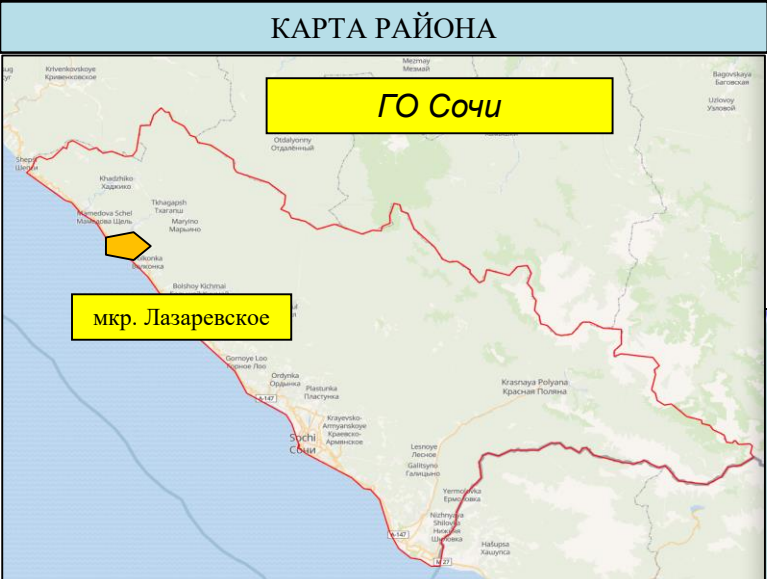 КАРТА РАЙОНА
Krivenkovskoye
Кривенковское
Mezmay
Мезмай
Bagovskaya
Баговская
ГО Сочи
Uzlovoy
Узловой
Otdalyonny
Отдалённый
Shepsi
Шепси
Khadzhiko
Хаджико
Tkhagapsh
Тхагапш
Mamedova Schel
Мамедова Щель
Maryino
Марьино
Волконка
Bolshoy Kichmai
мкр. Лазаревское
Gornoye Loo
Горное Лоо
Ordynka
Ордынка
Plastunka
Пластунка
Krasnaya Polyana
Красная Поляна
A-147
Krayevsko-
Armyanskoye
Краевско-
Армянское
Sochi
Сочи
Lesnoye
Лесное
Galitsyno
Галицыно
Yermolovka
Ермоловка
Nizhnyaya
Shilovka
Нижняя
Шиловка
A-147
Hašupsa
Хашупса
M-27